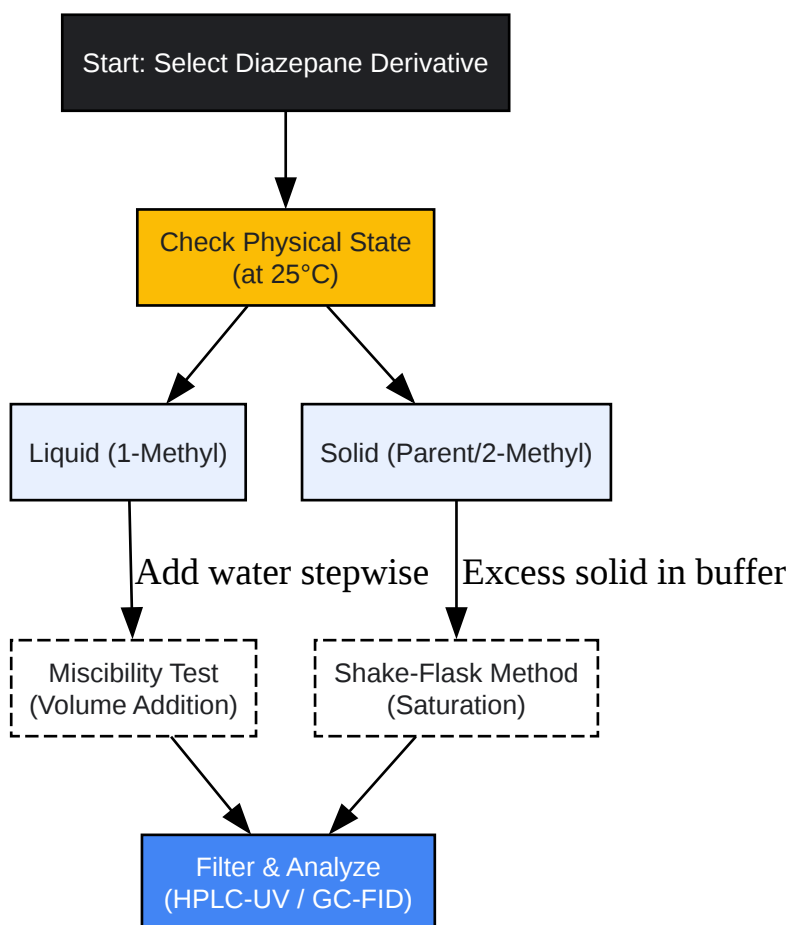 Start: Select Diazepane Derivative
Check Physical State
(at 25°C)
Liquid (1-Methyl)
Solid (Parent/2-Methyl)
Add water stepwise
Excess solid in buffer
Miscibility Test
(Volume Addition)
Shake-Flask Method
(Saturation)
Filter & Analyze
(HPLC-UV / GC-FID)